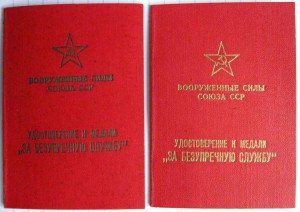 ВООРУЖЕННЫЕ СИЛЫ
СОЮЗА ССР
УДОСТОВЕРЕНИЕ К МЕДАЛИ
„ЗА БЕЗУПРЕЧНУЮ СЛУЖБУ"
ВООРУЖЕННЫЕ СИЛЫ
СОЮЗА ССР
УДОСТОВЕРЕНИЕ К МЕДАЛИ
„ЗА БЕЗУПРЕЧНУЮ СЛУЖБУ"